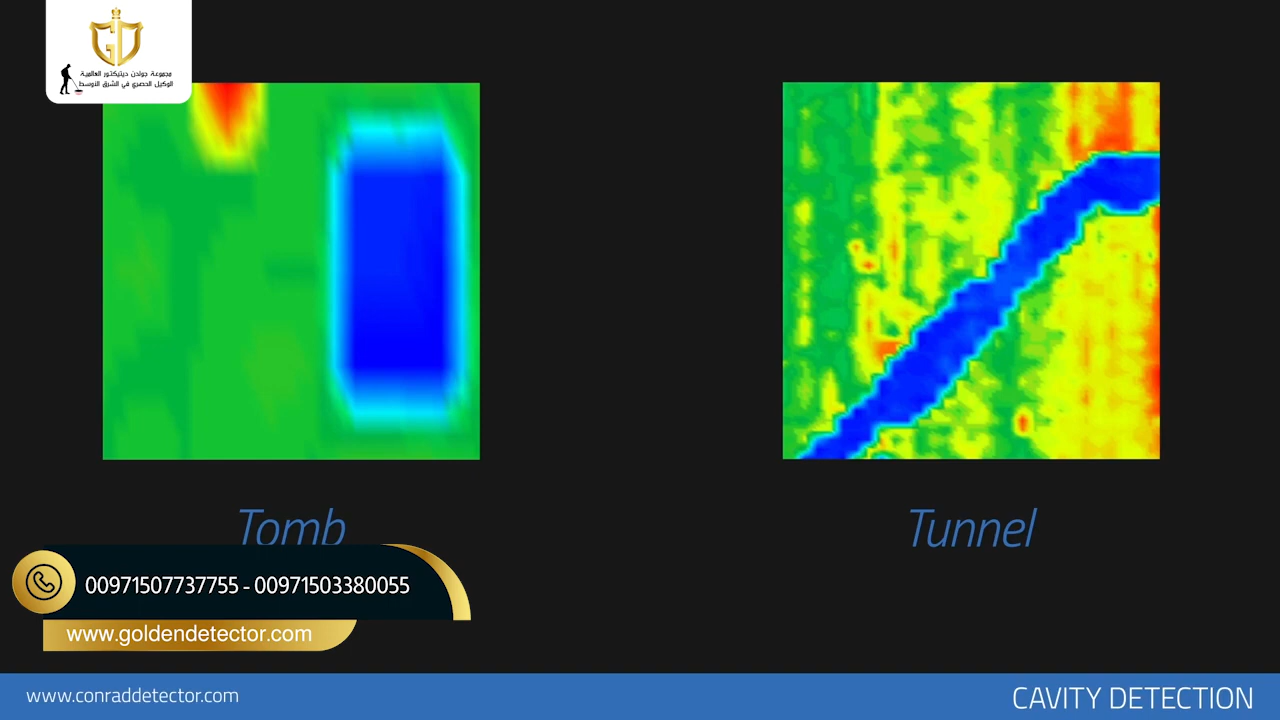 مجموعة جولدن ديتيكتور العالمية
الوكيل الحصري في الشرق الأوسط
Tomb
Tunnel
00971507737755 - 00971503380055
www.goldendetector.com
www.conraddetector.com
CAVITY DETECTION